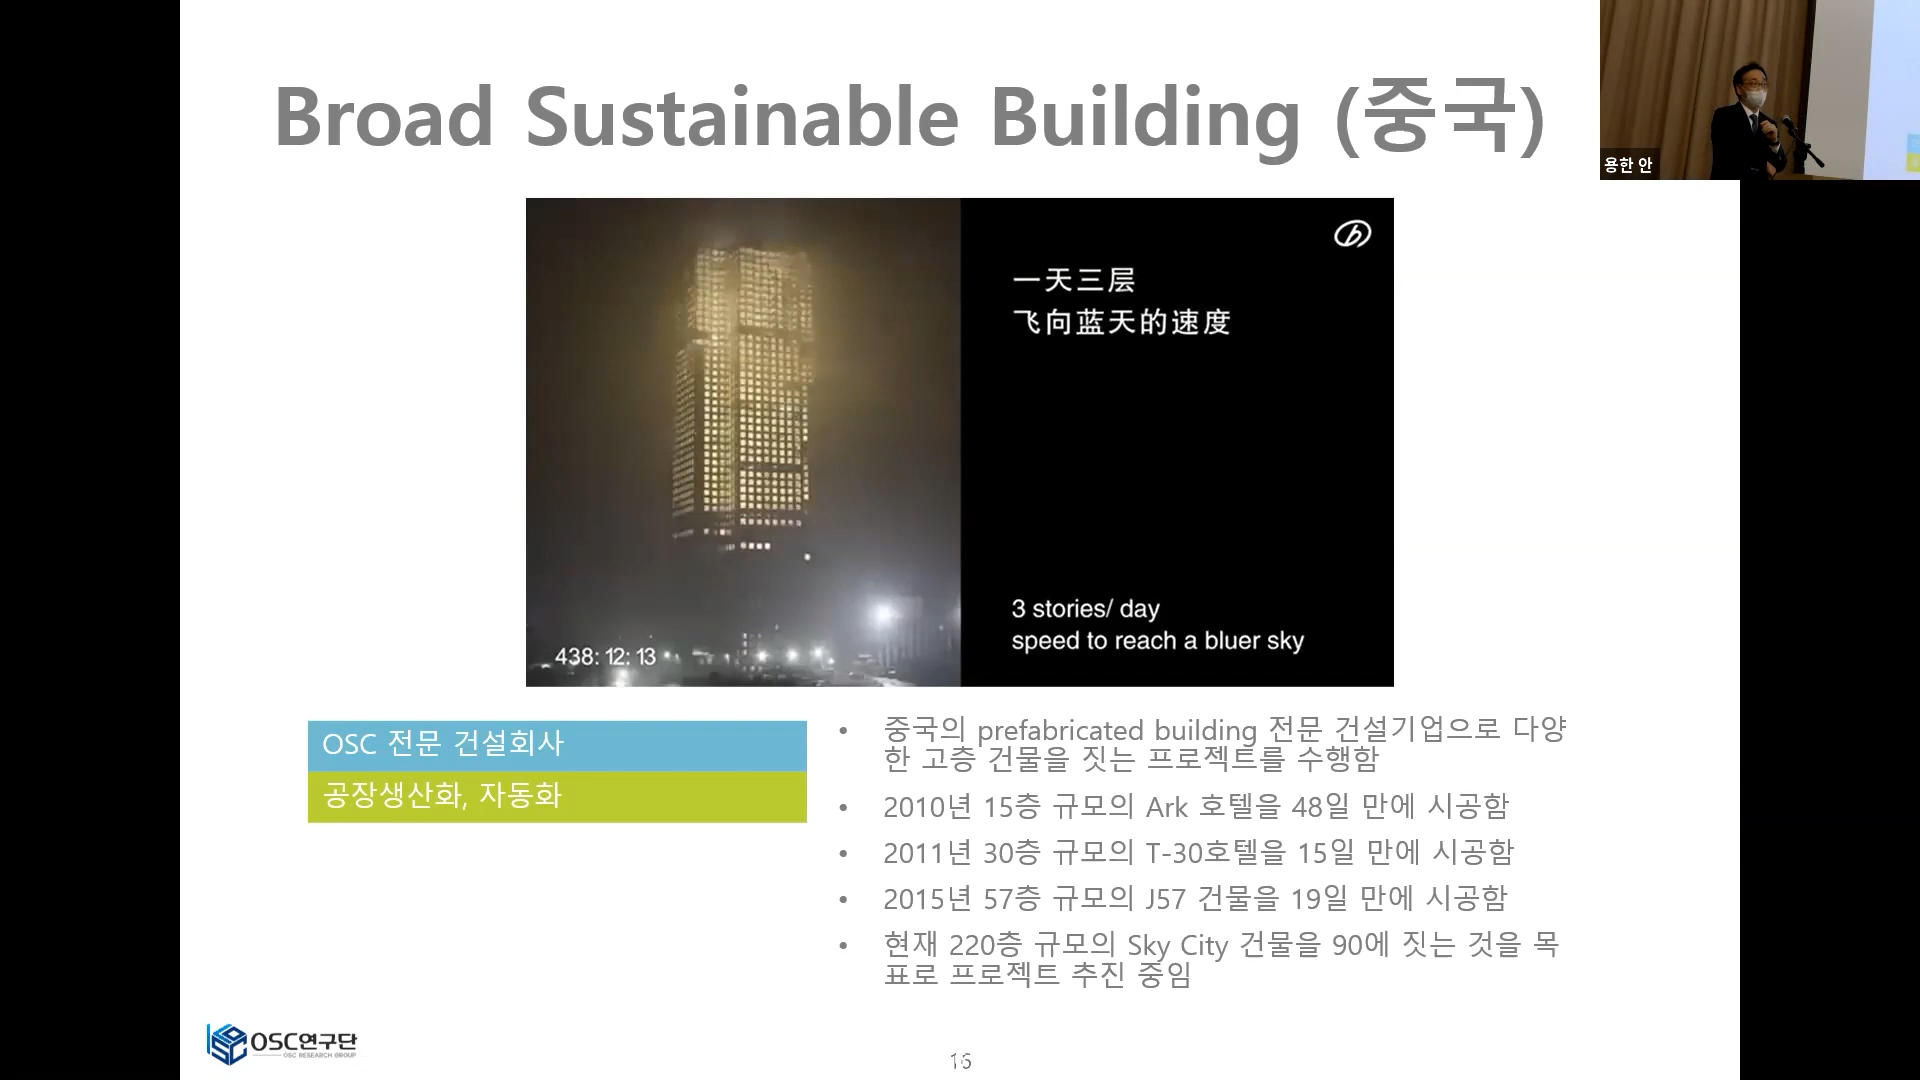 Broad Sustainable Building (중국)
용한 안
一天三层
飞向蓝天的速度
3 stories/ day
speed to reach a bluer sky
438: 12: 13
OSC 전문 건설회사
공장생산화, 자동화
• 중국의 prefabricated building 전문 건설기업으로 다양
한 고층 건물을 짓는 프로젝트를 수행함
• 2010년 15층 규모의 Ark 호텔을 48일 만에 시공함
• 2011년 30층 규모의 T-30호텔을 15일 만에 시공함
• 2015년 57층 규모의 J57 건물을 19일 만에 시공함
• 현재 220층 규모의 Sky City 건물을 90에 짓는 것을 목
표로 프로젝트 추진 중임
OSC연구단
OSC RESEARCH GROUP
16